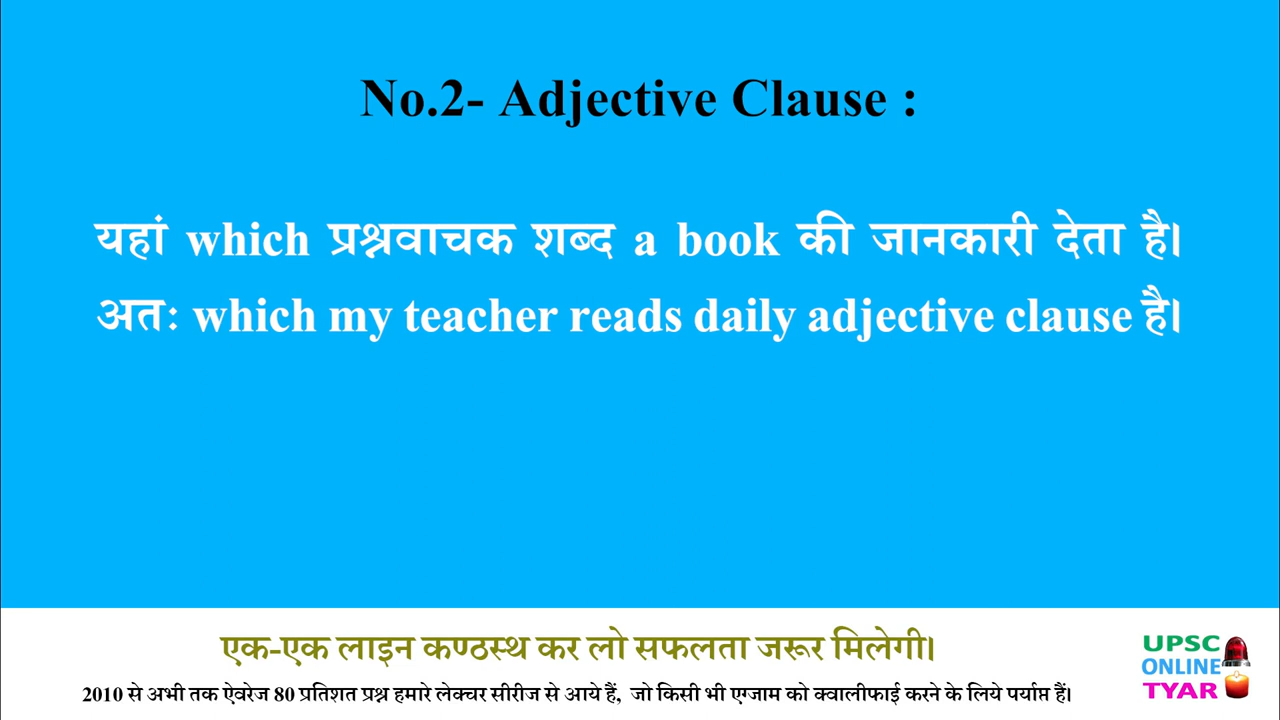 No.2- Adjective Clause :
यहां which प्रश्नवाचक शब्द a book की जानकारी देता है।
अतः which my teacher reads daily adjective clause है।
एक-एक लाइन कण्ठस्थ कर लो सफलता जरूर मिलेगी।
2010 से अभी तक ऐवरेज 80 प्रतिशत प्रश्न हमारे लेक्चर सीरीज से आये हैं, जो किसी भी एग्जाम को क्वालीफाई करने के लिये पर्याप्त हैं।
UPSC
ONLINE
TYAR